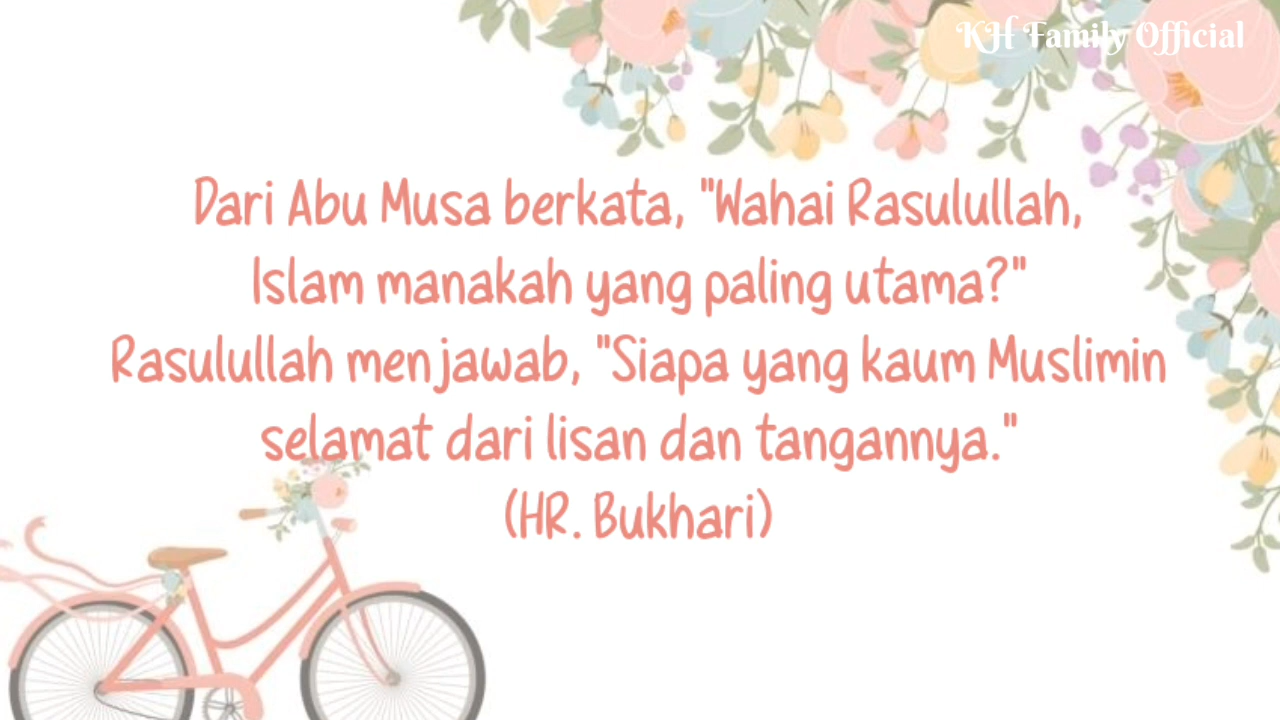 KH Family Official
Dari Abu Musa berkata, "Wahai Rasulullah,
Islam manakah yang paling utama?"
Rasulullah menjawab, "Siapa yang kaum Muslimin
selamat dari lisan dan tangannya."
(HR. Bukhari)